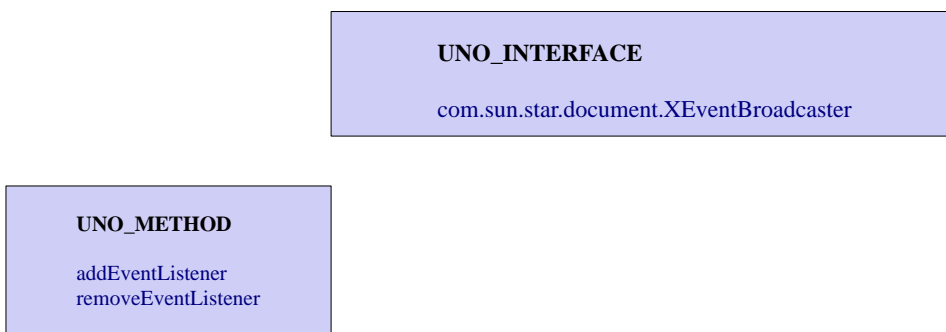 UNO_INTERFACE
com.sun.star.document.XEventBroadcaster
UNO_METHOD
addEventListener
removeEventListener